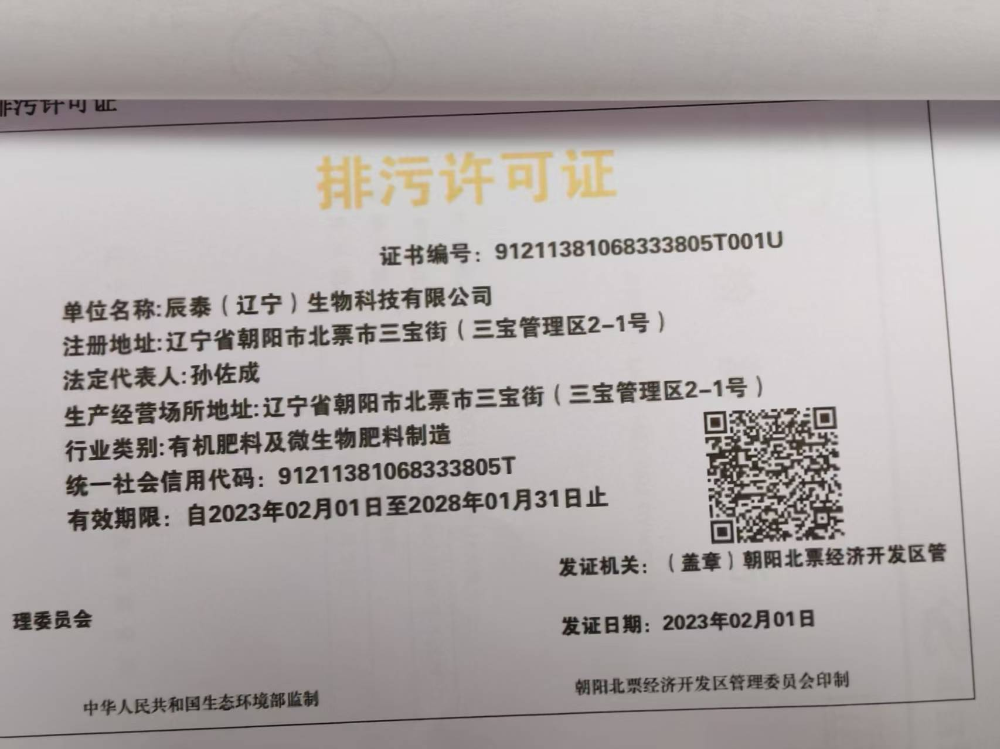 排污许可证
排污许可证
证书编号：91211381068333805T001U
单位名称:辰泰（辽宁）生物科技有限公司
注册地址:辽宁省朝阳市北票市三宝街（三宝管理区2-1号）
法定代表人:孙佐成
生产经营场所地址:辽宁省朝阳市北票市三宝街（三宝管理区2-1号）
行业类别:有机肥料及微生物肥料制造
统一社会信用代码：91211381068333805T
有效期限：自2023年02月01日至2028年01月31日止
发证机关：（盖章）朝阳北票经济开发区管
理委员会
发证日期：2023年02月01日
中华人民共和国生态环境部监制
朝阳北票经济开发区管理委员会印制